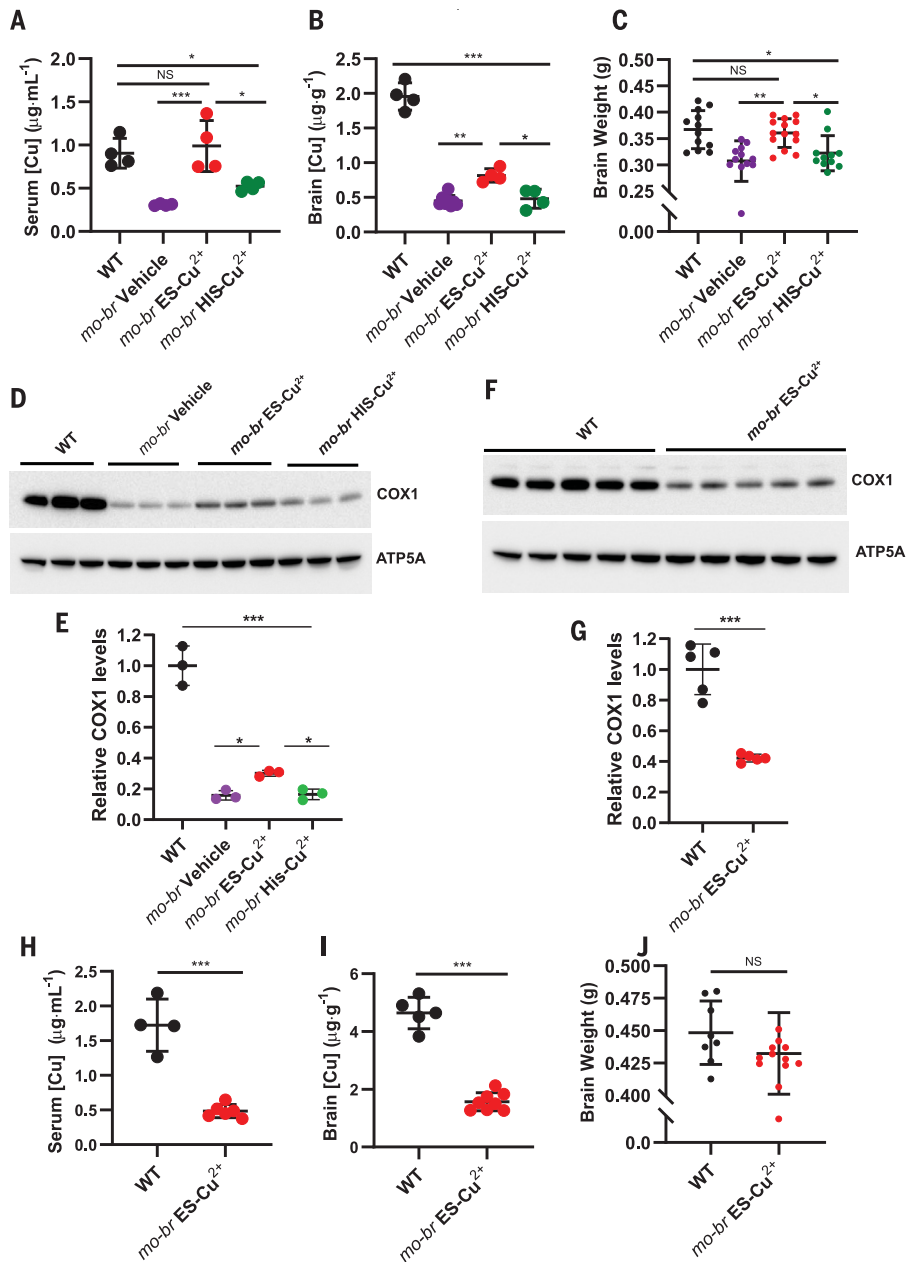 A
Serum [Cu] (µg·mL⁻¹)
2.0
1.5
1.0
0.5
0.0
*
NS
***
*
WT
mo-br Vehicle
mo-br ES-Cu²⁺
mo-br HIS-Cu²⁺
B
Brain [Cu] (µg·g⁻¹)
2.5
2.0
1.5
1.0
0.5
0.0
***
**
*
WT
mo-br Vehicle
mo-br ES-Cu²⁺
mo-br HIS-Cu²⁺
C
Brain Weight (g)
0.50
0.45
0.40
0.35
0.30
0.25
0.00
*
NS
**
*
WT
mo-br Vehicle
mo-br ES-Cu²⁺
mo-br HIS-Cu²⁺
D
WT
mo-br Vehicle
mo-br ES-Cu²⁺
mo-br HIS-Cu²⁺
COX1
ATP5A
F
WT
mo-br ES-Cu²⁺
COX1
ATP5A
E
Relative COX1 levels
1.2
1.0
0.8
0.6
0.4
0.2
0.0
***
*
*
WT
mo-br Vehicle
mo-br ES-Cu²⁺
mo-br His-Cu²⁺
G
Relative COX1 levels
1.2
1.0
0.8
0.6
0.4
0.2
0.0
***
WT
mo-br ES-Cu²⁺
H
Serum [Cu] (µg·mL⁻¹)
2.5
2.0
1.5
1.0
0.5
0.0
***
WT
mo-br ES-Cu²⁺
I
Brain [Cu] (µg·g⁻¹)
6
4
2
0
***
WT
mo-br ES-Cu²⁺
J
Brain Weight (g)
0.500
0.475
0.450
0.425
0.400
0.0
NS
WT
mo-br ES-Cu²⁺